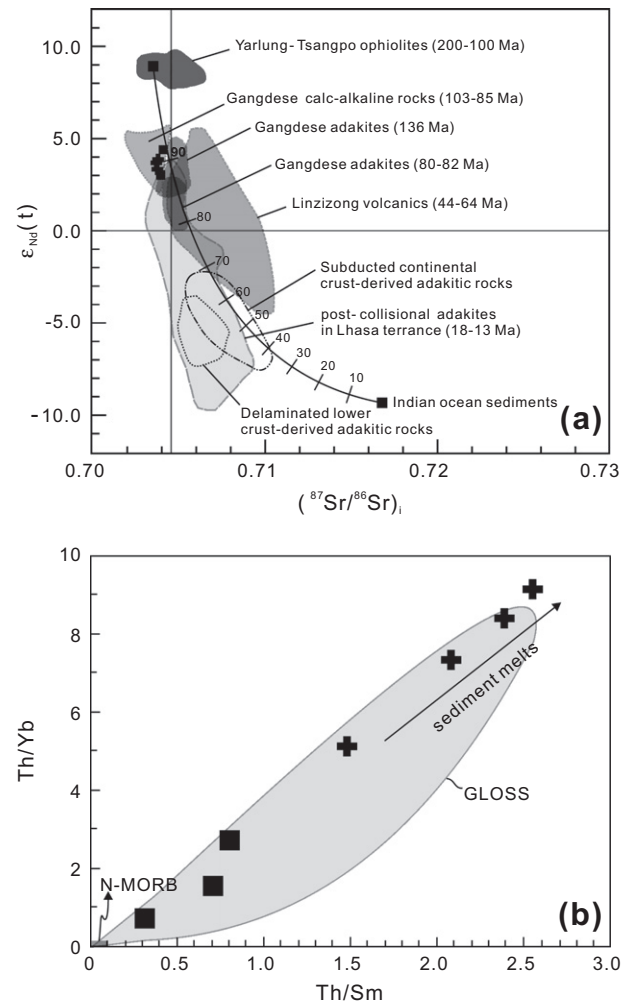 10.0
5.0
0.0
-5.0
-10.0
εNd(t)
Yarlung-Tsangpo ophiolites (200-100 Ma)
Gangdese calc-alkaline rocks (103-85 Ma)
Gangdese adakites (136 Ma)
Gangdese adakites (80-82 Ma)
Linzizong volcanics (44-64 Ma)
Subducted continental
crust-derived adakitic rocks
post-collisional adakites
in Lhasa terrance (18-13 Ma)
Delaminated lower
crust-derived adakitic rocks
Indian ocean sediments
90
80
70
60
50
40
30
20
10
(a)
0.70
0.71
0.72
0.73
(87Sr/86Sr)i
10
8
6
4
2
0
Th/Yb
sediment melts
GLOSS
N-MORB
(b)
0
0.5
1.0
1.5
2.0
2.5
3.0
Th/Sm